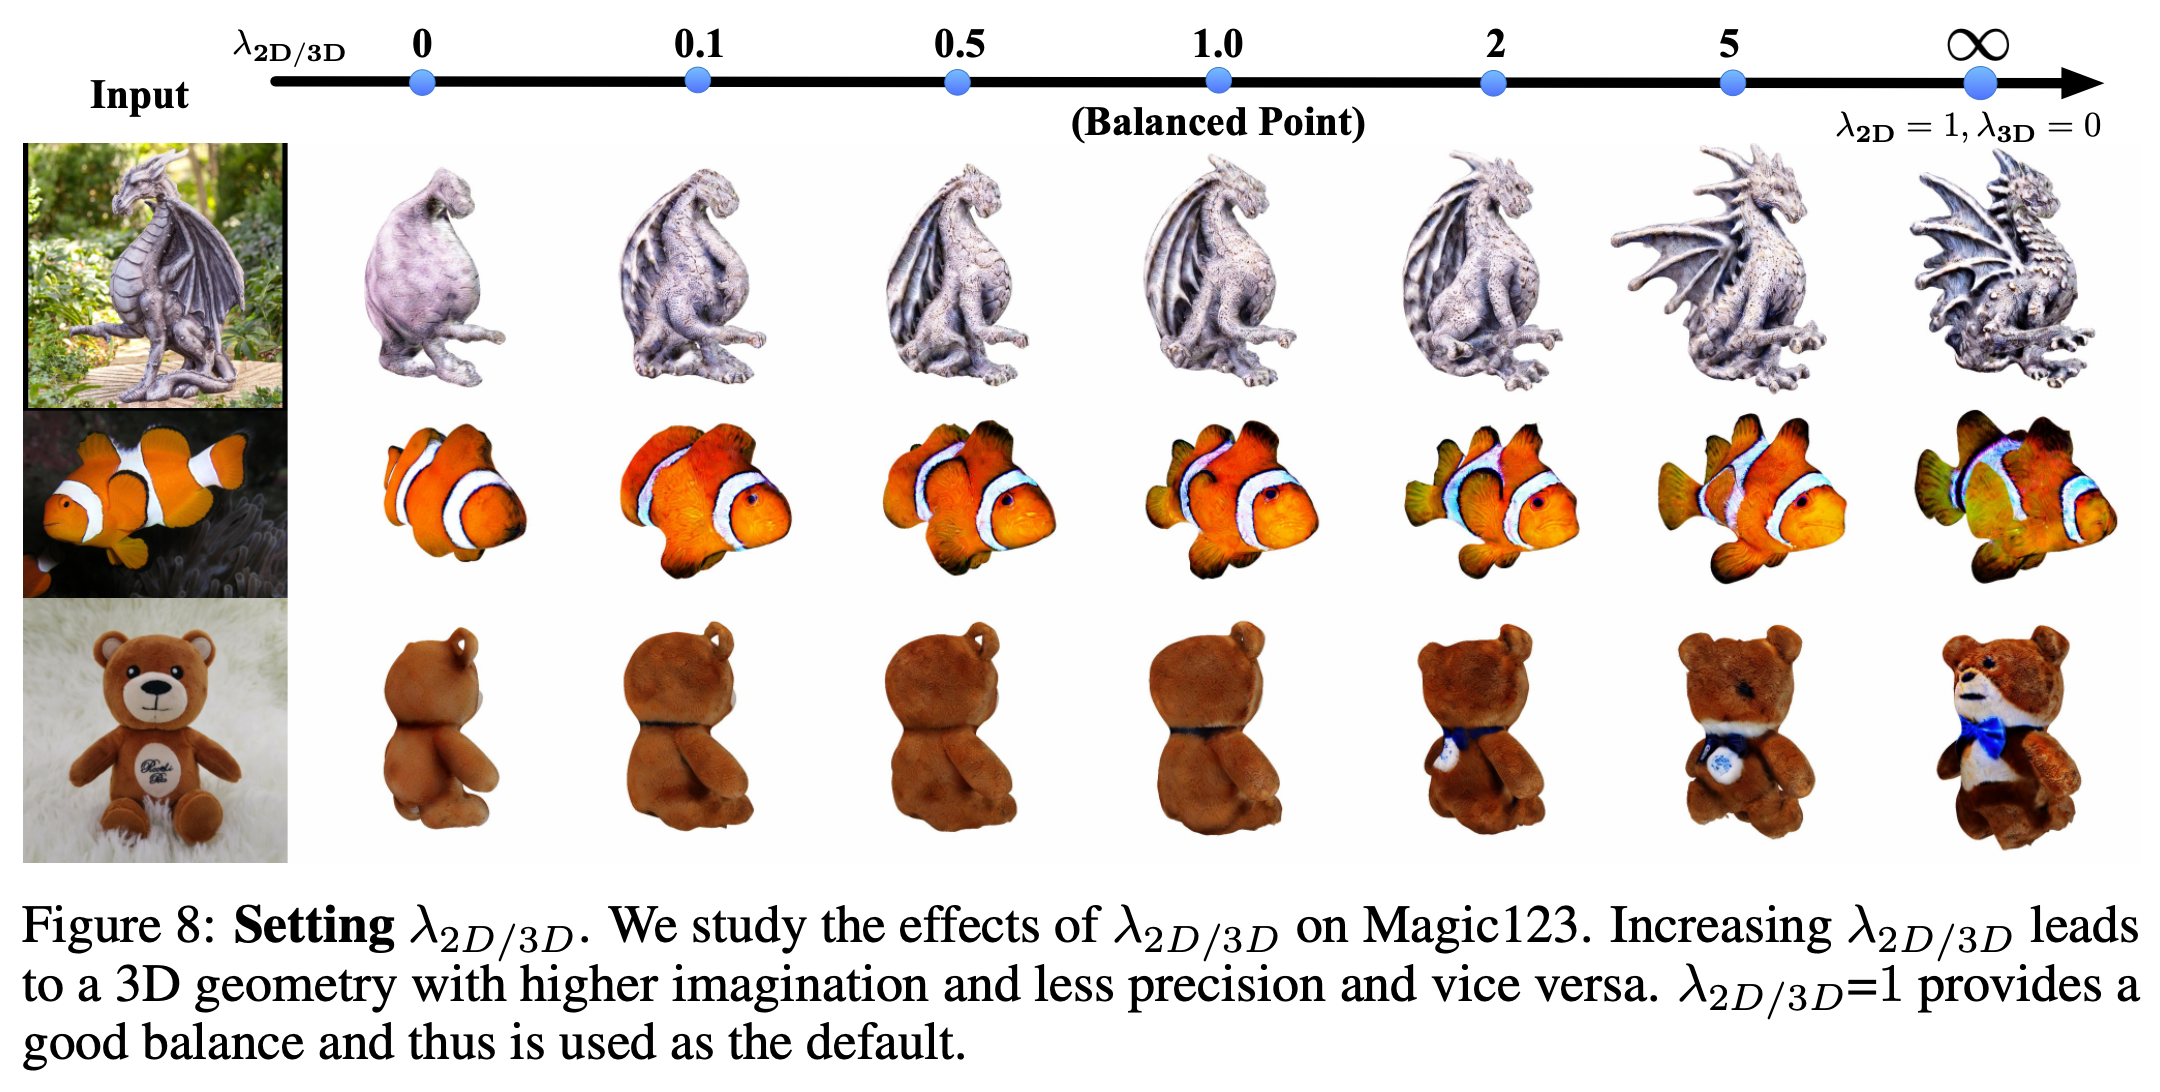 λ2D/3D 0 0.1 0.5 1.0 2 5 ∞
Input
(Balanced Point)
λ2D = 1, λ3D = 0
Figure 8: Setting λ2D/3D. We study the effects of λ2D/3D on Magic123. Increasing λ2D/3D leads
to a 3D geometry with higher imagination and less precision and vice versa. λ2D/3D=1 provides a
good balance and thus is used as the default.